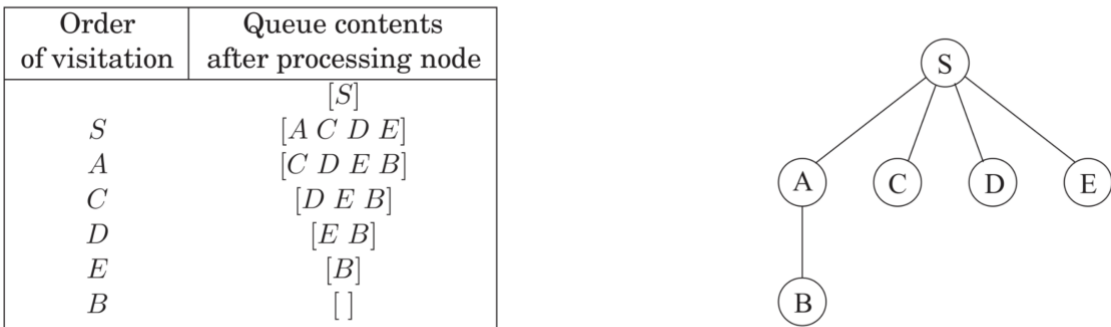 Order Queue contents
of visitation after processing node
[S]
S [A C D E]
A [C D E B]
C [D E B]
D [E B]
E [B]
B [ ]
S
A C D E
B